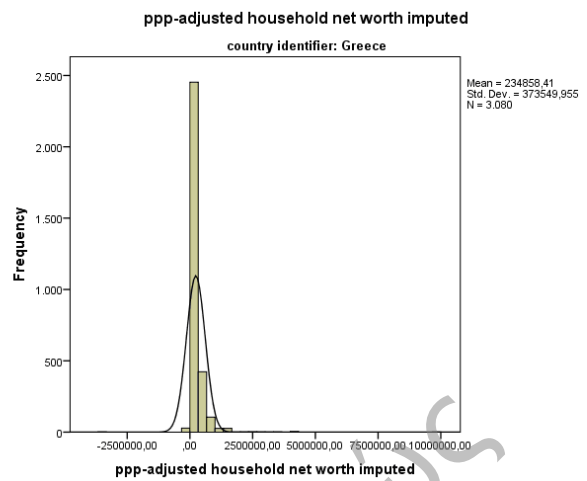 ppp-adjusted household net worth imputed
country identifier: Greece
Mean = 234858,41
Std. Dev. = 373549,955
N = 3.080
2.500
2.000
1.500
1.000
500
0
Frequency
-2500000,00 ,00 2500000,00 5000000,00 7500000,00 10000000,00
ppp-adjusted household net worth imputed